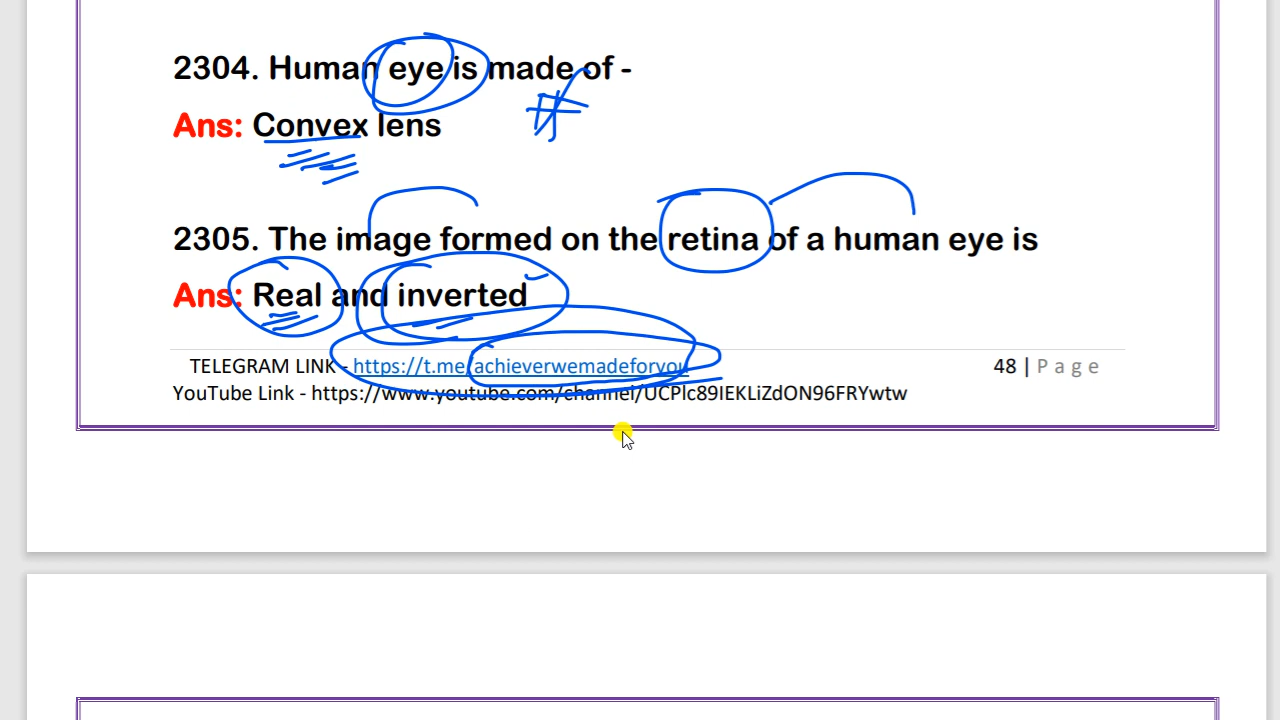 2304. Human eye is made of -
Ans: Convex lens
2305. The image formed on the retina of a human eye is
Ans: Real and inverted
TELEGRAM LINK - https://t.me/achieverwemadeforyou
48 | Page
YouTube Link - https://www.youtube.com/channel/UCPlc89IEKLiZdON96FRYwtw